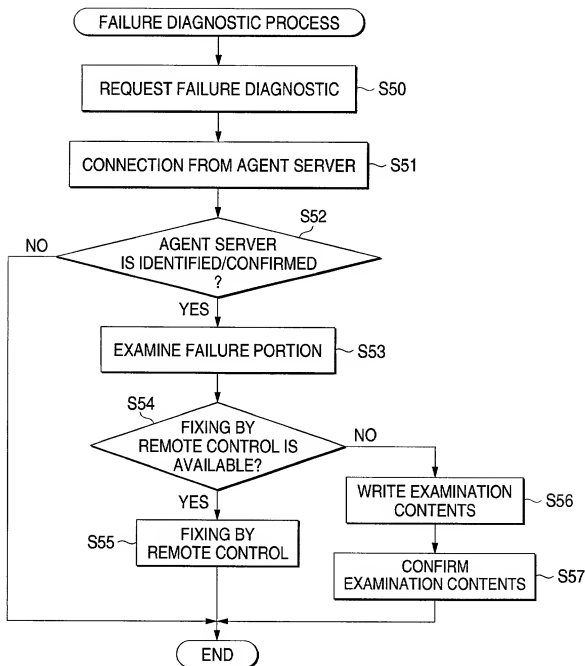 FAILURE DIAGNOSTIC PROCESS
REQUEST FAILURE DIAGNOSTIC
S50
CONNECTION FROM AGENT SERVER
S51
S52
NO
AGENT SERVER
IS IDENTIFIED/CONFIRMED
?
YES
EXAMINE FAILURE PORTION
S53
S54
FIXING BY
REMOTE CONTROL IS
AVAILABLE?
NO
YES
WRITE EXAMINATION
CONTENTS
S56
S55
FIXING BY
REMOTE CONTROL
CONFIRM
EXAMINATION CONTENTS
S57
END